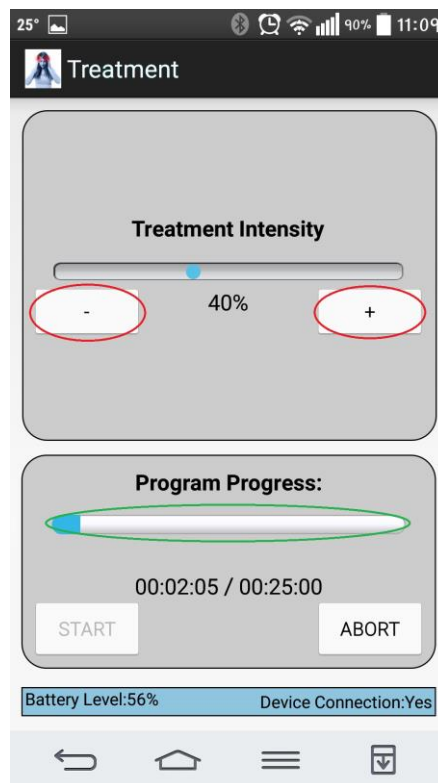 25° 90% 11:09
Treatment
Treatment Intensity
- 40% +
Program Progress:
00:02:05 / 00:25:00
START ABORT
Battery Level:56% Device Connection:Yes